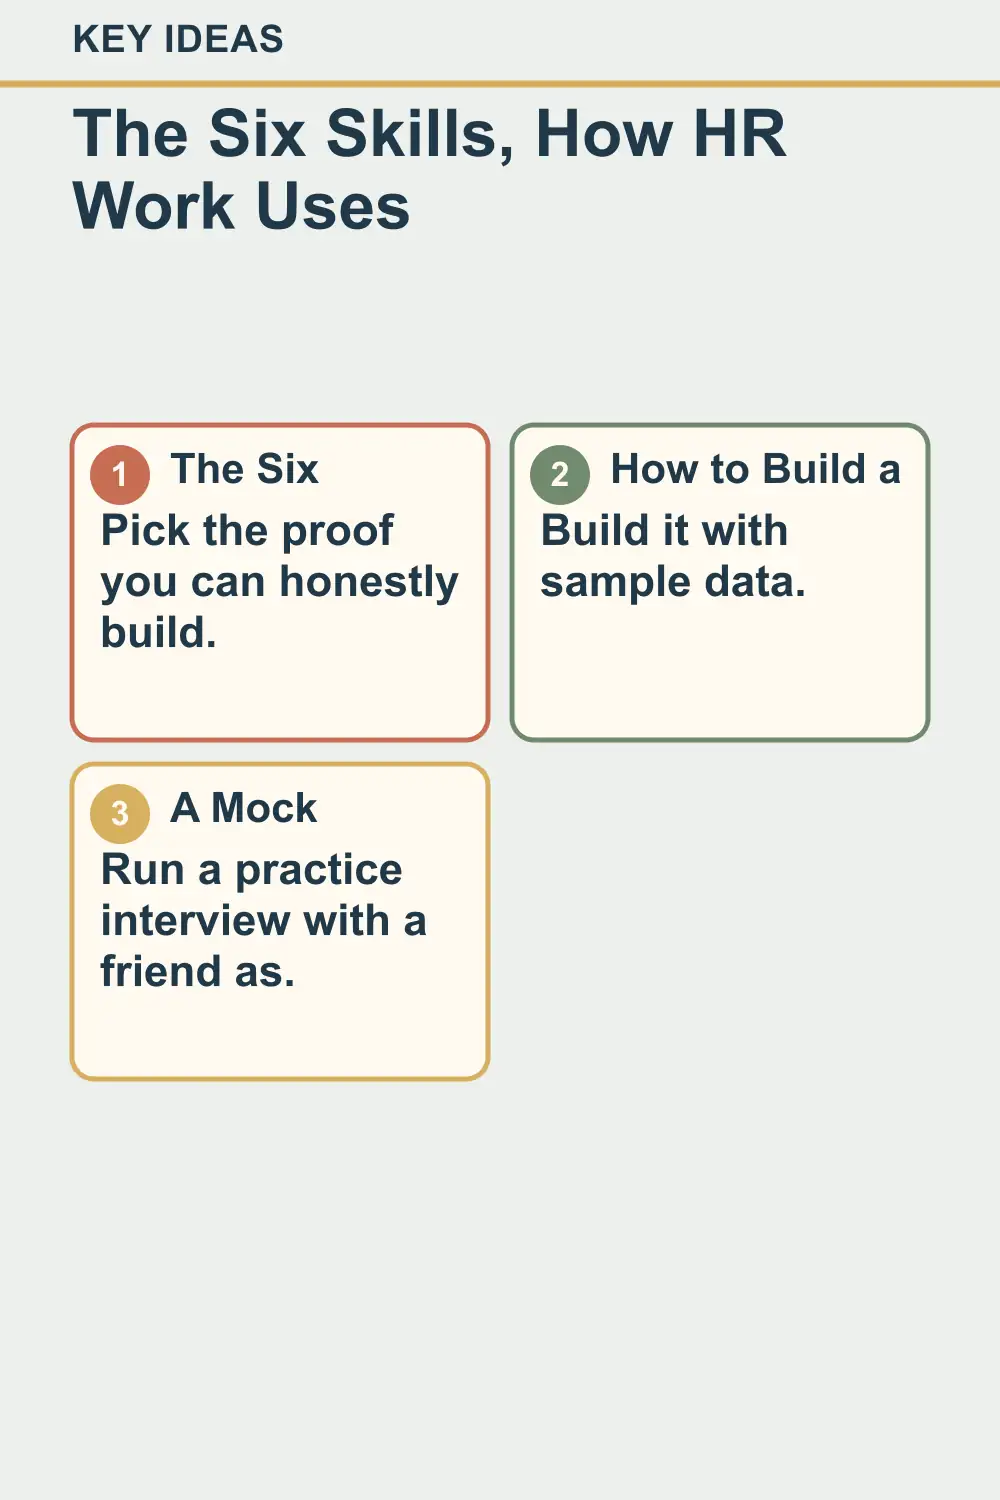 KEY IDEAS
The Six Skills, How HR
Work Uses
1 The Six
Pick the proof
you can honestly
build.
2 How to Build a
Build it with
sample data.
3 A Mock
Run a practice
interview with a
friend as.